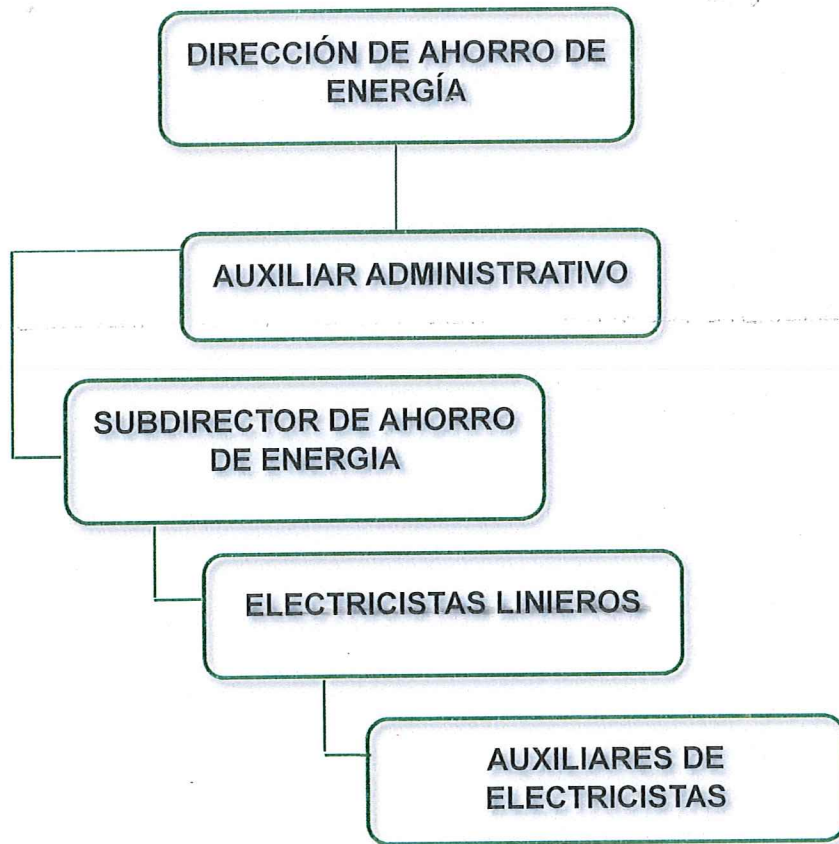 DIRECCIÓN DE AHORRO DE
ENERGÍA
AUXILIAR ADMINISTRATIVO
SUBDIRECTOR DE AHORRO
DE ENERGIA
ELECTRICISTAS LINIEROS
AUXILIARES DE
ELECTRICISTAS